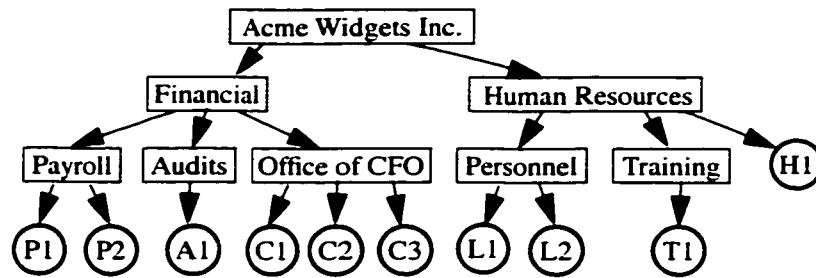 Acme Widgets Inc.
Financial
Human Resources
Payroll
Audits
Office of CFO
Personnel
Training
H1
P1
P2
A1
C1
C2
C3
L1
L2
T1